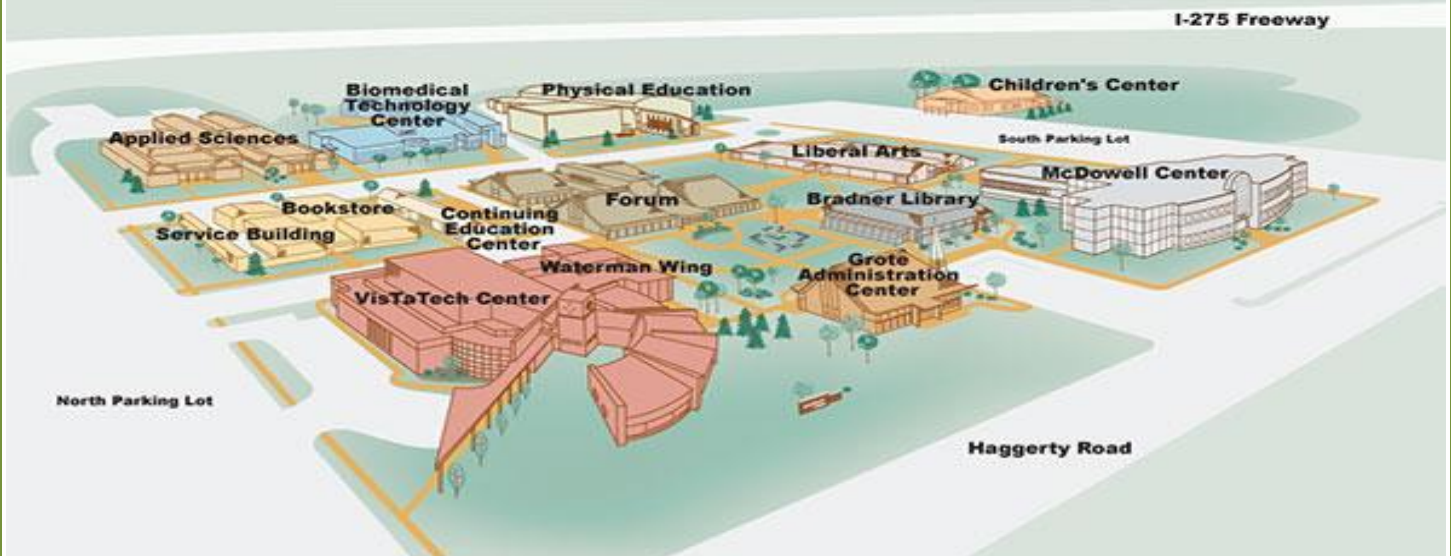 I-275 Freeway
Biomedical
Technology
Center
Physical Education
Children's Center
Applied Sciences
South Parking Lot
Liberal Arts
McDowell Center
Bookstore
Forum
Bradner Library
Service Building
Continuing
Education
Center
Waterman Wing
Grote
Administration
Center
VisTaTech Center
North Parking Lot
Haggerty Road